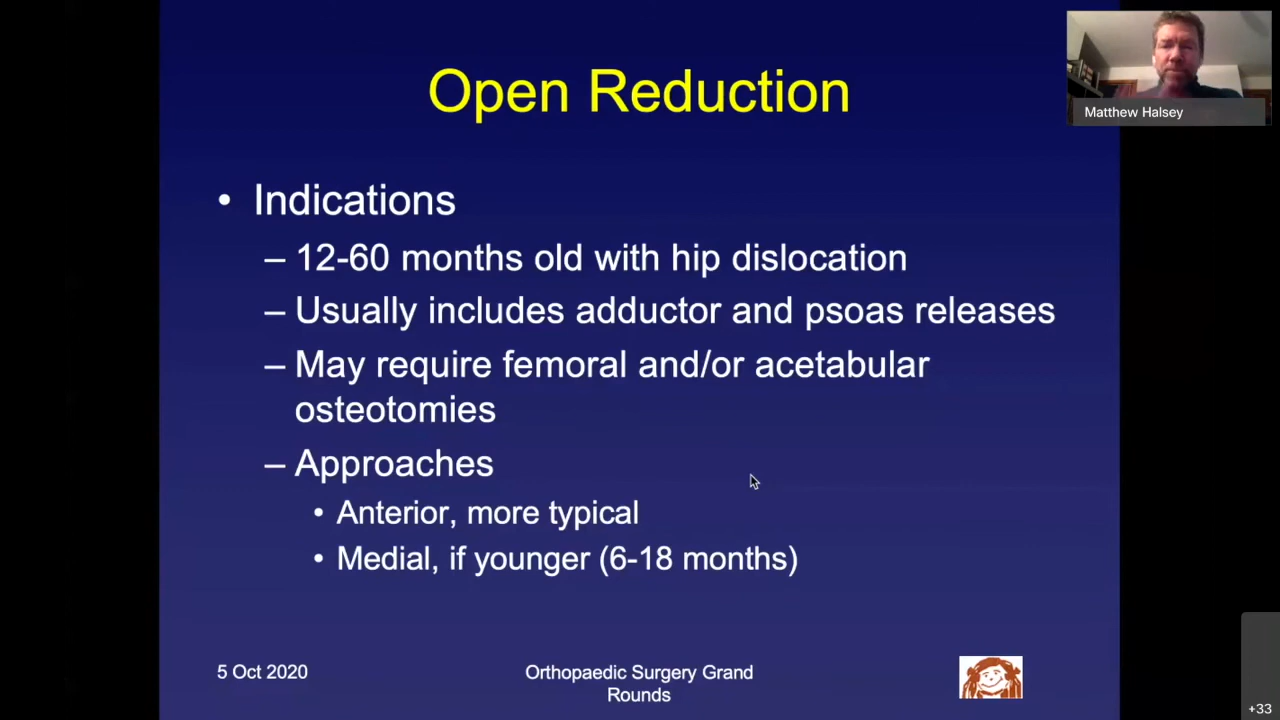 Open Reduction
Matthew Halsey
• Indications
– 12-60 months old with hip dislocation
– Usually includes adductor and psoas releases
– May require femoral and/or acetabular
osteotomies
– Approaches
• Anterior, more typical
• Medial, if younger (6-18 months)
5 Oct 2020
Orthopaedic Surgery Grand
Rounds
+33